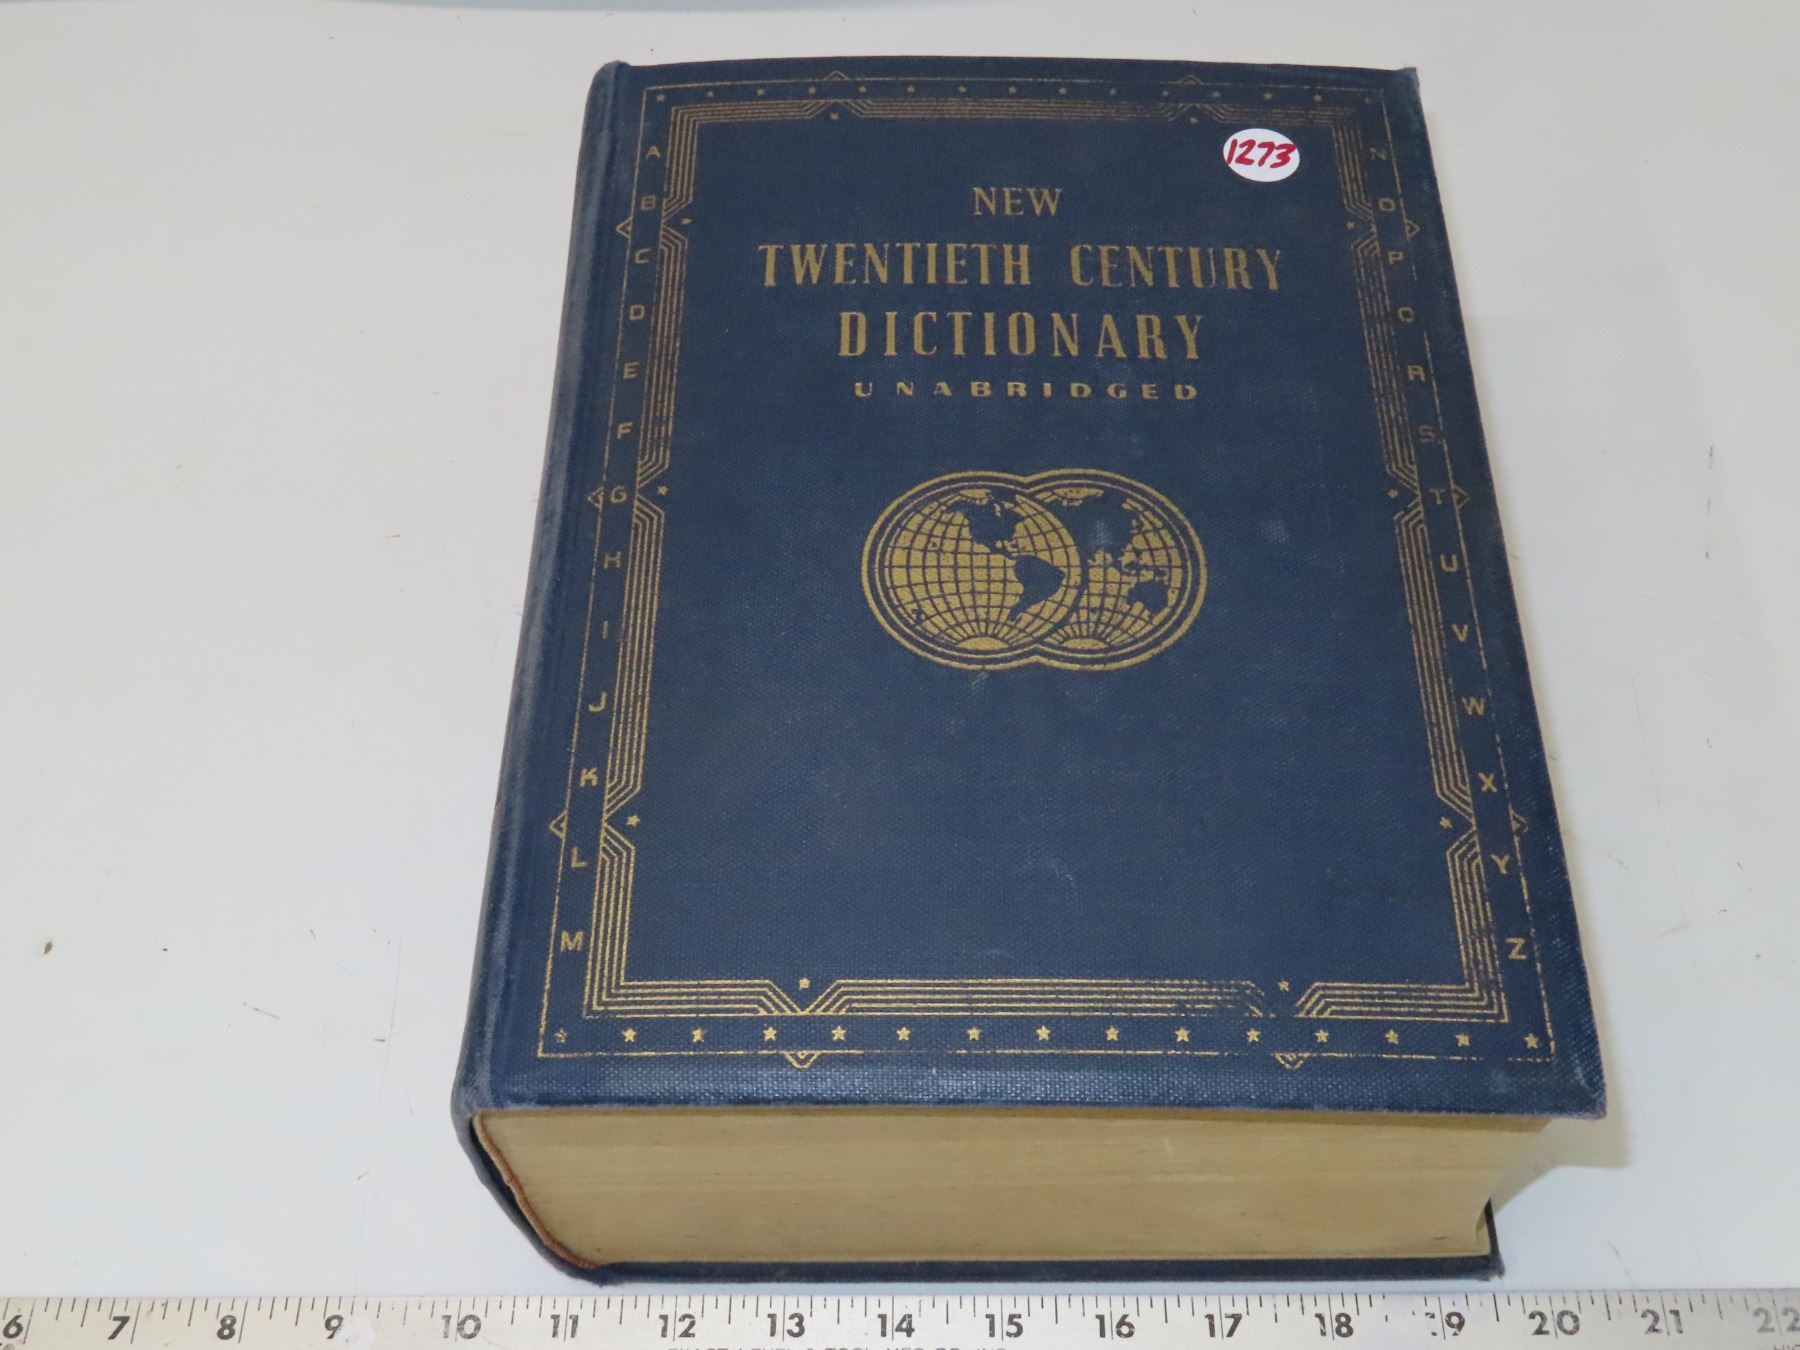 1273
NEW
TWENTIETH CENTURY
DICTIONARY
UNABRIDGED
A
B
C
D
E
F
G
H
I
J
K
L
M
N
O
P
Q
R
S
T
U
V
W
X
Y
Z
6 7 8 9 10 11 12 13 14 15 16 17 18 19 20 21 22